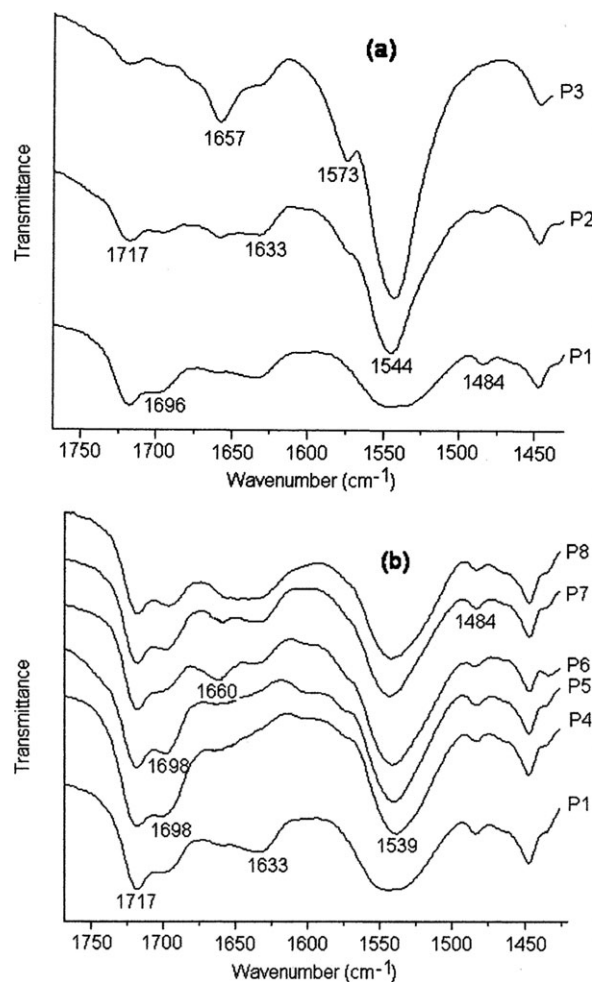 (a)
P3
1657
1573
P2
1717
1633
1544
P1
1696
1484
Transmittance
1750 1700 1650 1600 1550 1500 1450
Wavenumber (cm-1)
(b)
P8
P7
1484
P6
1660
P5
1698
P4
1698
1539
P1
1633
1717
Transmittance
1750 1700 1650 1600 1550 1500 1450
Wavenumber (cm-1)